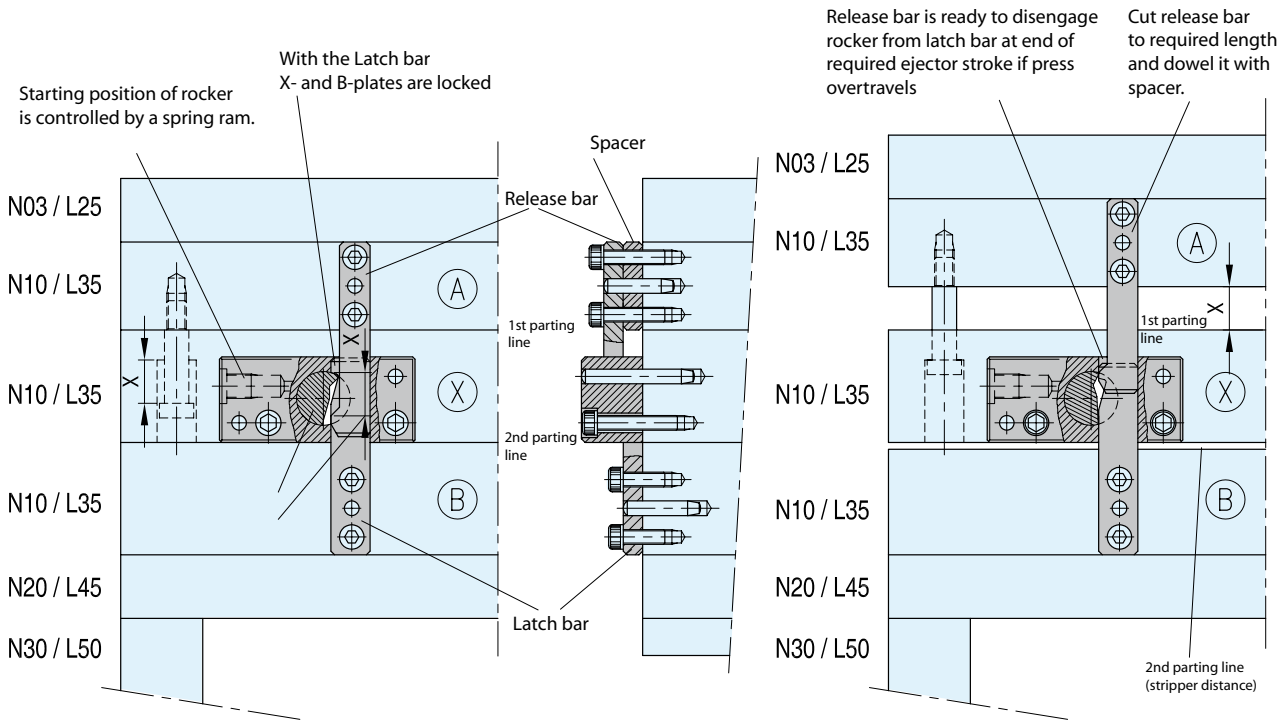 Starting position of rocker
is controlled by a spring ram.
With the Latch bar
X- and B-plates are locked
N03 / L25
N10 / L35
N10 / L35
N10 / L35
N20 / L45
N30 / L50
A
X
B
X
X
Release bar
Spacer
1st parting
line
2nd parting
line
Latch bar
Release bar is ready to disengage
rocker from latch bar at end of
required ejector stroke if press
overtravels
Cut release bar
to required length
and dowel it with
spacer.
N03 / L25
N10 / L35
N10 / L35
N10 / L35
N20 / L45
N30 / L50
A
X
1st parting
line
X
B
2nd parting line
(stripper distance)